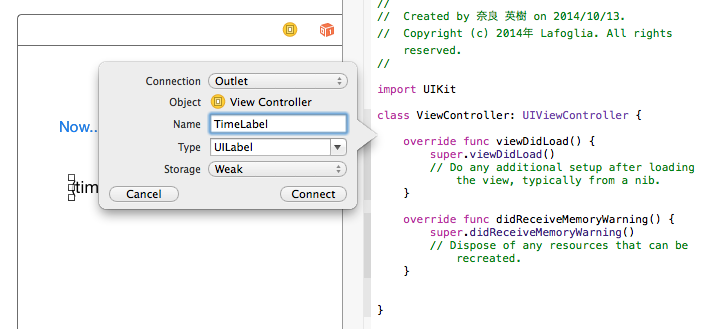 //
//  Created by 奈良 英樹 on 2014/10/13.
//  Copyright (c) 2014年 Lafoglia. All rights
reserved.
//
import UIKit
class ViewController: UIViewController {
override func viewDidLoad() {
super.viewDidLoad()
// Do any additional setup after loading
the view, typically from a nib.
}
override func didReceiveMemoryWarning() {
super.didReceiveMemoryWarning()
// Dispose of any resources that can be
recreated.
}
}
Connection Outlet
Object View Controller
Name TimeLabel
Type UILabel
Storage Weak
Cancel Connect
Now..